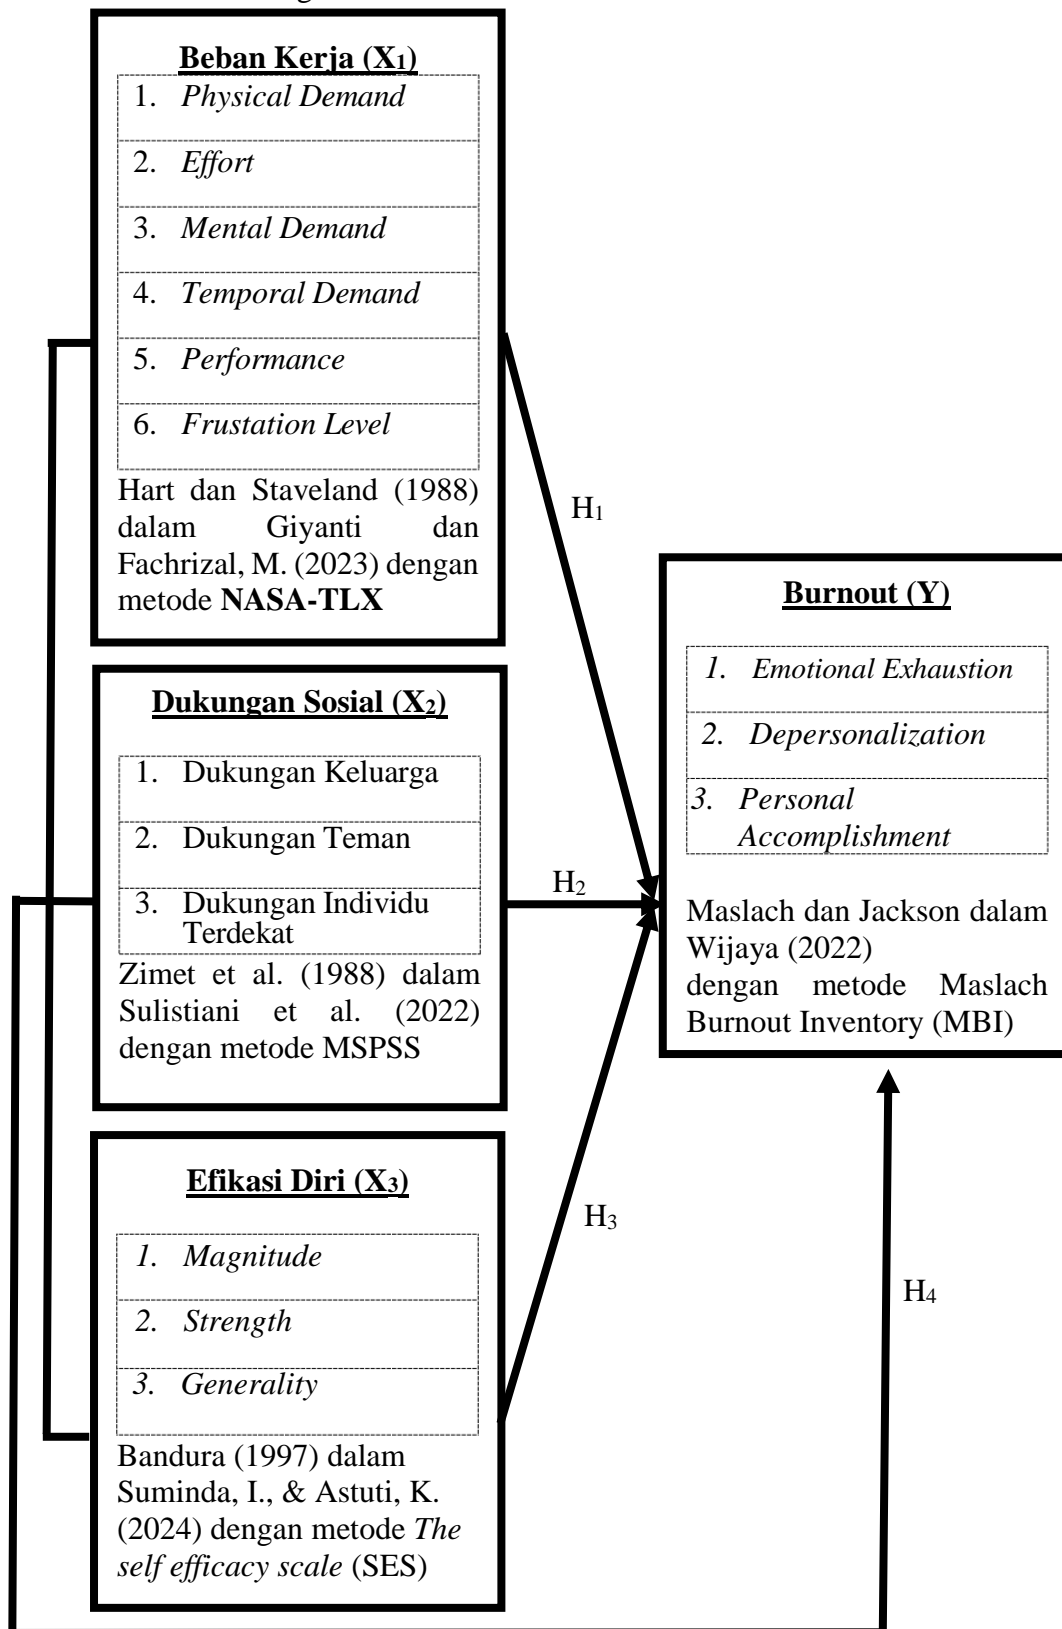 Beban Kerja (X1)
1. Physical Demand
2. Effort
3. Mental Demand
4. Temporal Demand
5. Performance
6. Frustation Level
Hart dan Staveland (1988)
dalam Giyanti dan
Fachrizal, M. (2023) dengan
metode NASA-TLX
H1
Dukungan Sosial (X2)
1. Dukungan Keluarga
2. Dukungan Teman
3. Dukungan Individu
Terdekat
Zimet et al. (1988) dalam
Sulistiani et al. (2022)
dengan metode MSPSS
H2
Burnout (Y)
1. Emotional Exhaustion
2. Depersonalization
3. Personal
Accomplishment
Maslach dan Jackson dalam
Wijaya (2022)
dengan metode Maslach
Burnout Inventory (MBI)
Efikasi Diri (X3)
1. Magnitude
2. Strength
3. Generality
Bandura (1997) dalam
Suminda, I., & Astuti, K.
(2024) dengan metode The
self efficacy scale (SES)
H3
H4